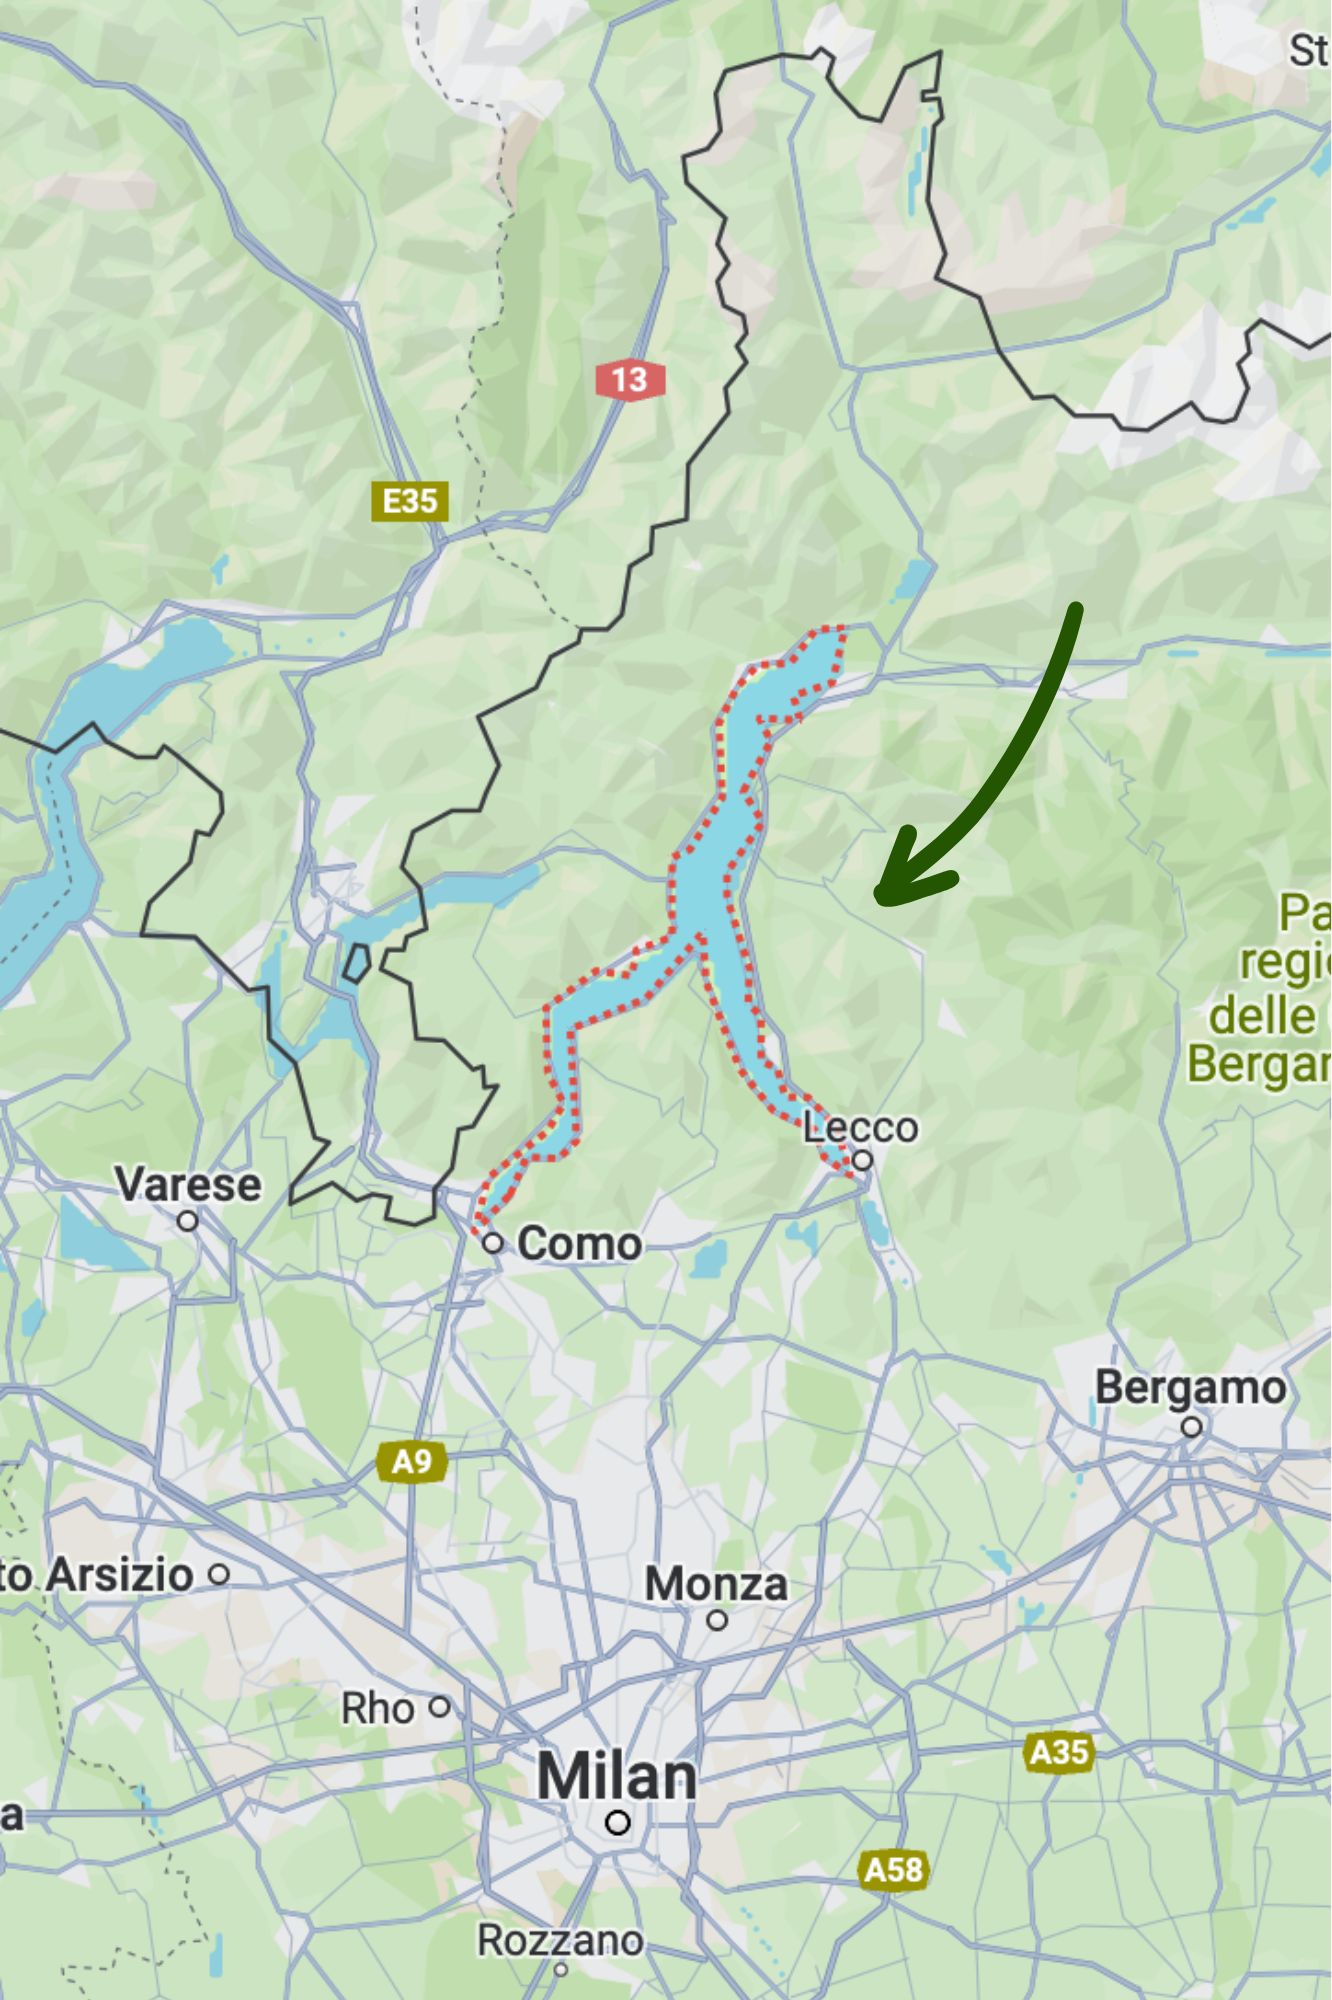 St
13
E35
Pa
regio
delle
Bergar
Lecco
Varese
Como
Bergamo
A9
to Arsizio
Monza
Rho
Milan
A35
a
A58
Rozzano